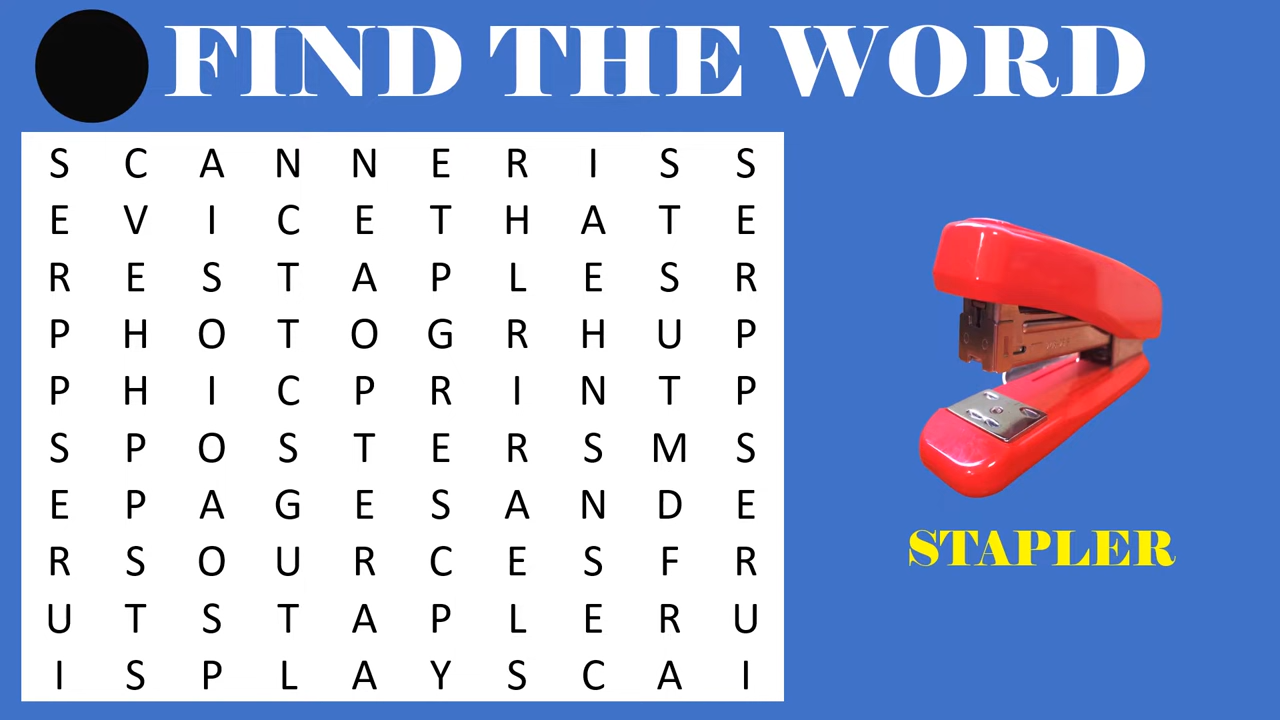 FIND THE WORD
S C A N N E R I S S
E V I C E T H A T E
R E S T A P L E S R
P H O T O G R H U P
P H I C P R I N T P
S P O S T E R S M S
E P A G E S A N D E
R S O U R C E S F R
U T S T A P L E R U
I S P L A Y S C A I
STAPLER